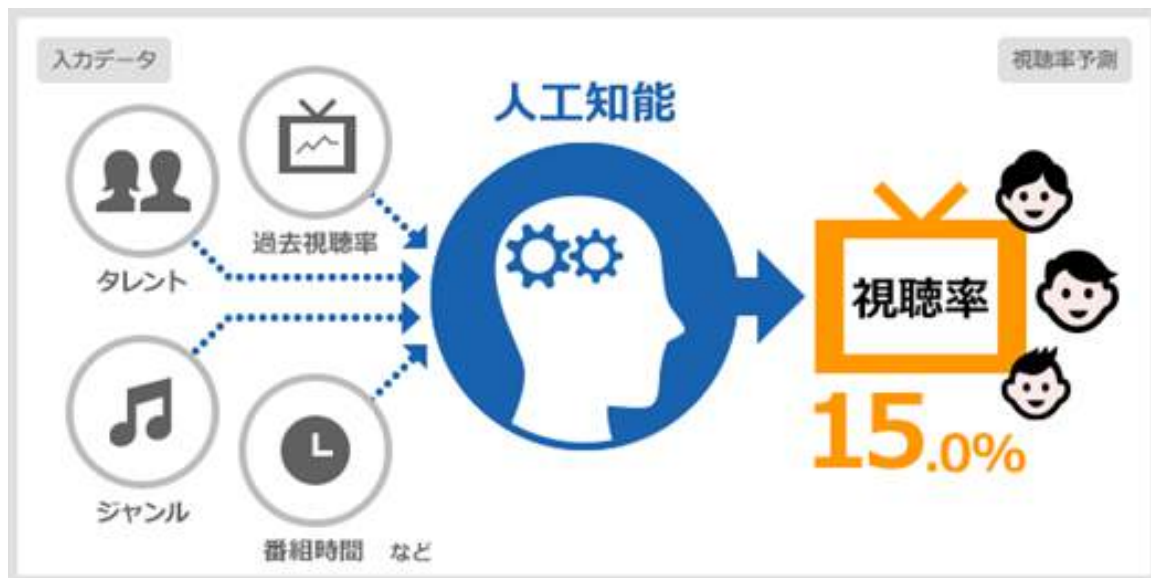 入力データ
視聴率予測
人工知能
過去視聴率
タレント
視聴率
15.0%
ジャンル
番組時間 など